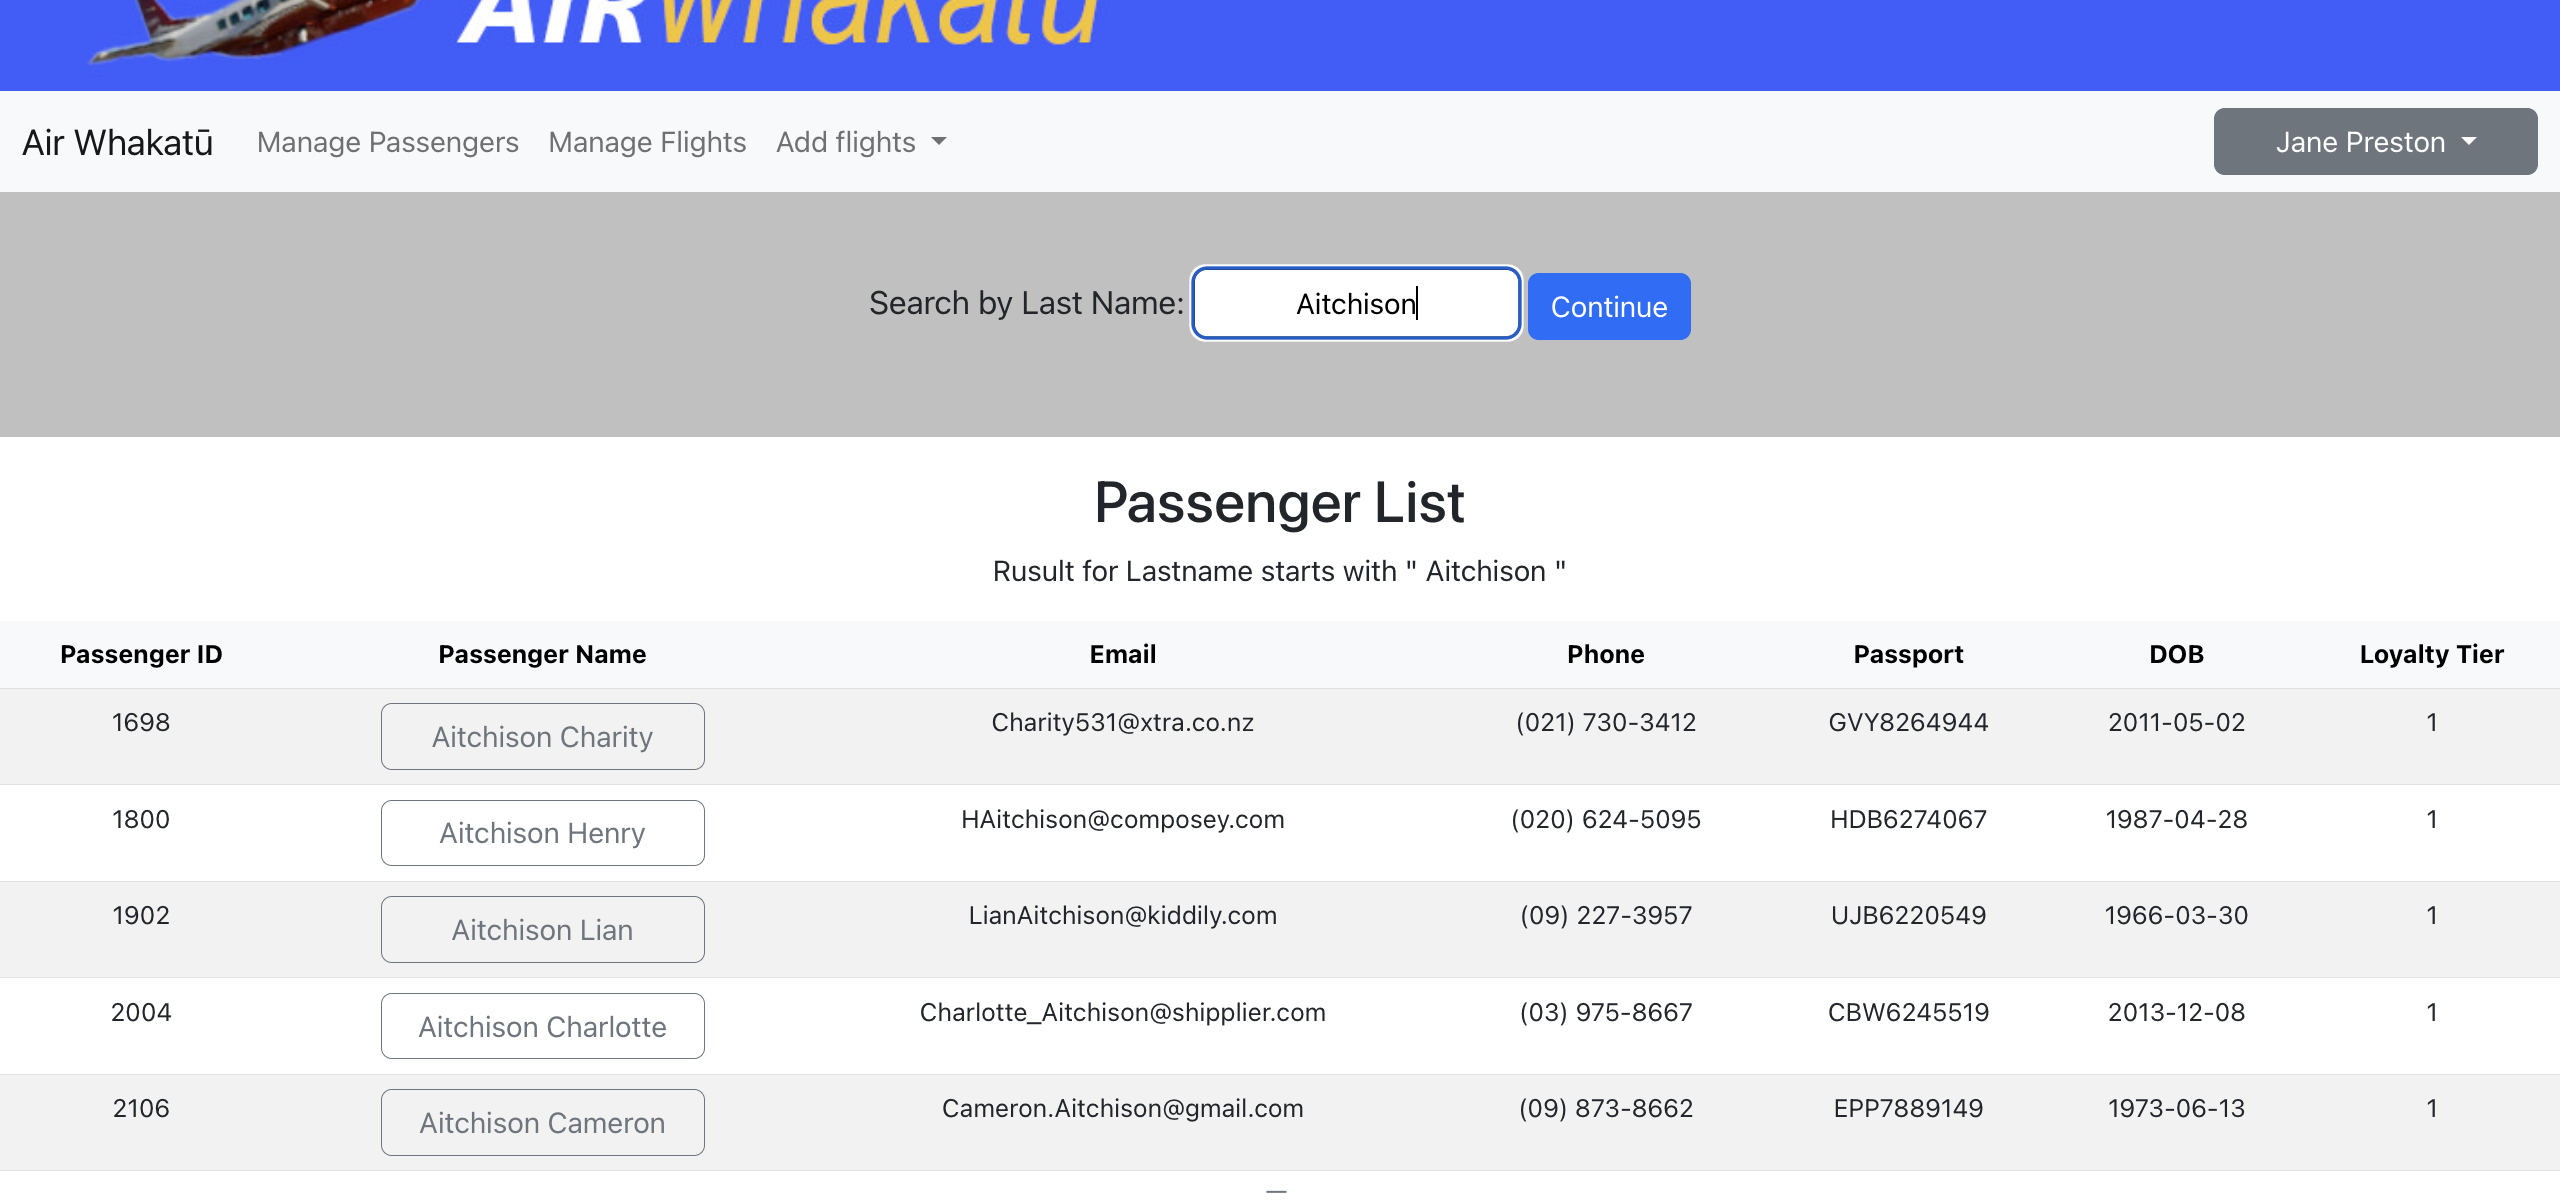 AIRWhakatū
Air Whakatū Manage Passengers Manage Flights Add flights Jane Preston
Search by Last Name: Aitchison Continue
Passenger List
Rusult for Lastname starts with " Aitchison "
Passenger ID Passenger Name Email Phone Passport DOB Loyalty Tier
1698 Aitchison Charity Charity531@xtra.co.nz (021) 730-3412 GVY8264944 2011-05-02 1
1800 Aitchison Henry HAitchison@composey.com (020) 624-5095 HDB6274067 1987-04-28 1
1902 Aitchison Lian LianAitchison@kiddily.com (09) 227-3957 UJB6220549 1966-03-30 1
2004 Aitchison Charlotte Charlotte_Aitchison@shipplier.com (03) 975-8667 CBW6245519 2013-12-08 1
2106 Aitchison Cameron Cameron.Aitchison@gmail.com (09) 873-8662 EPP7889149 1973-06-13 1